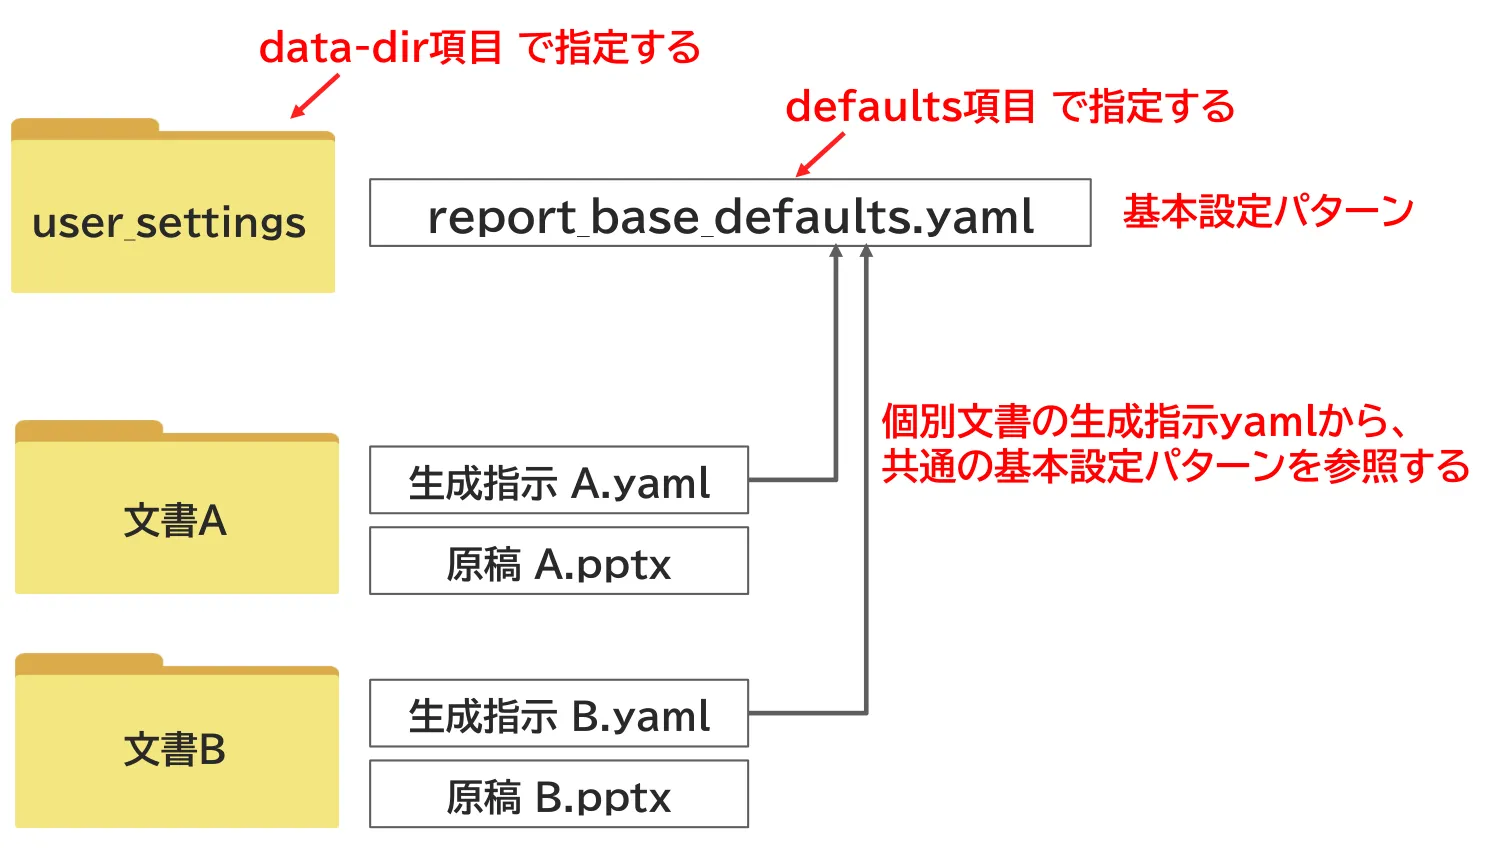 data-dir項目 で指定する
defaults項目 で指定する
user_settings
report_base_defaults.yaml
基本設定パターン
個別文書の生成指示yamlから、
共通の基本設定パターンを参照する
文書A
生成指示 A.yaml
原稿 A.pptx
文書B
生成指示 B.yaml
原稿 B.pptx